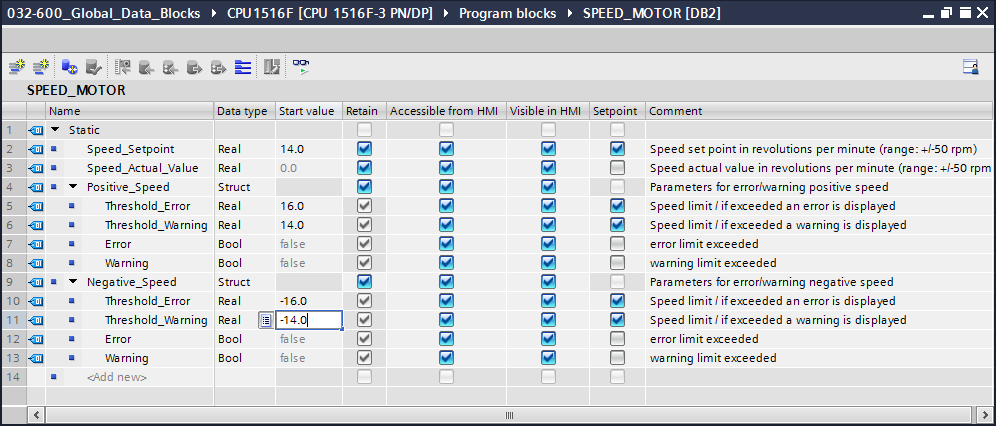 032-600_Global_Data_Blocks ▸ CPU1516F [CPU 1516F-3 PN/DP] ▸ Program blocks ▸ SPEED_MOTOR [DB2]
SPEED_MOTOR
Name Data type Start value Retain Accessible from HMI Visible in HMI Setpoint Comment
1 Static
2 Speed_Setpoint Real 14.0 Speed set point in revolutions per minute (range: +/-50 rpm)
3 Speed_Actual_Value Real 0.0 Speed actual value in revolutions per minute (range: +/-50 rpm
4 Positive_Speed Struct Parameters for error/warning positive speed
5 Threshold_Error Real 16.0 Speed limit / if exceeded an error is displayed
6 Threshold_Warning Real 14.0 Speed limit / if exceeded a warning is displayed
7 Error Bool false error limit exceeded
8 Warning Bool false warning limit exceeded
9 Negative_Speed Struct Parameters for error/warning negative speed
10 Threshold_Error Real -16.0 Speed limit / if exceeded an error is displayed
11 Threshold_Warning Real -14.0 Speed limit / if exceeded a warning is displayed
12 Error Bool false error limit exceeded
13 Warning Bool false warning limit exceeded
14 <Add new>